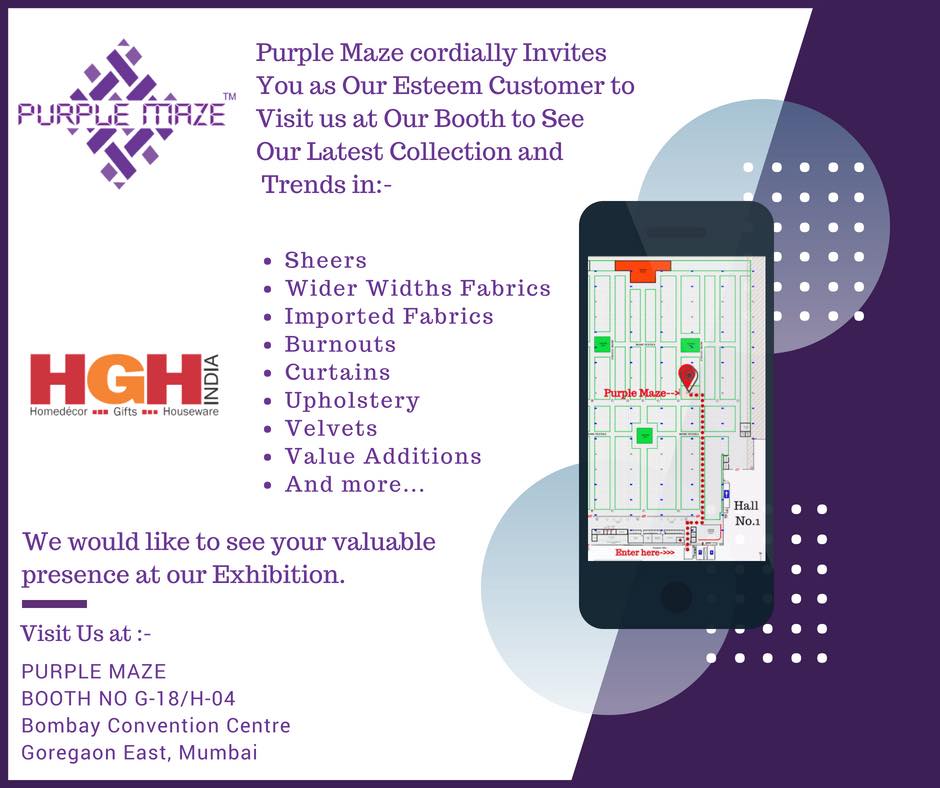 PURPLE MAZE TM
Purple Maze cordially Invites
You as Our Esteem Customer to
Visit us at Our Booth to See
Our Latest Collection and
Trends in:-
• Sheers
• Wider Widths Fabrics
• Imported Fabrics
• Burnouts
• Curtains
• Upholstery
• Velvets
• Value Additions
• And more...
HGH INDIA
Homedécor ▪▪▪ Gifts ▪▪▪ Houseware
We would like to see your valuable
presence at our Exhibition.
Visit Us at :-
PURPLE MAZE
BOOTH NO G-18/H-04
Bombay Convention Centre
Goregaon East, Mumbai
Purple Maze-->
Hall
No.1
Enter here->>>